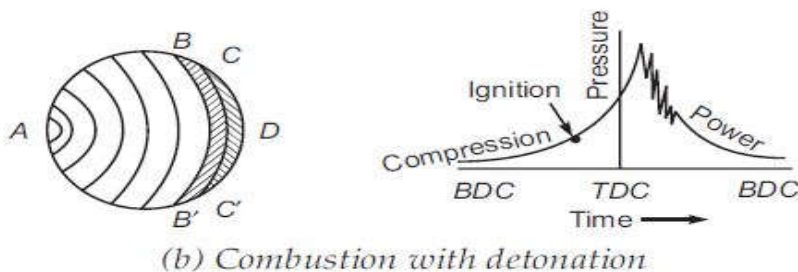 A
B
C
D
B'
C'
Pressure
Ignition
Compression
Power
BDC
TDC
BDC
Time
(b) Combustion with detonation